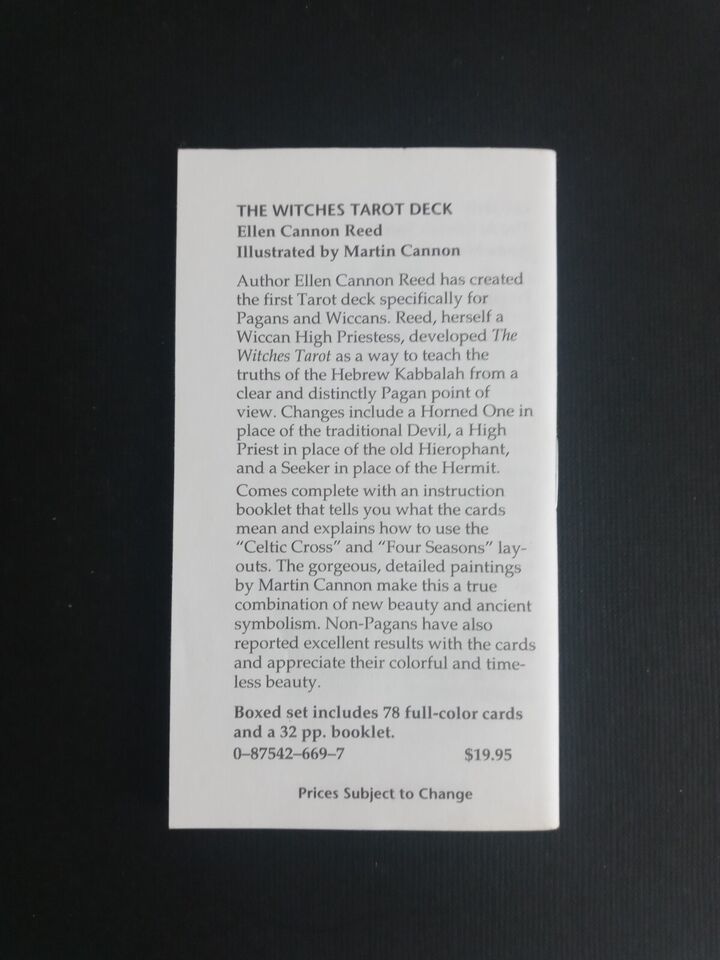 THE WITCHES TAROT DECK
Ellen Cannon Reed
Illustrated by Martin Cannon
Author Ellen Cannon Reed has created
the first Tarot deck specifically for
Pagans and Wiccans. Reed, herself a
Wiccan High Priestess, developed The
Witches Tarot as a way to teach the
truths of the Hebrew Kabbalah from a
clear and distinctly Pagan point of
view. Changes include a Horned One in
place of the traditional Devil, a High
Priest in place of the old Hierophant,
and a Seeker in place of the Hermit.
Comes complete with an instruction
booklet that tells you what the cards
mean and explains how to use the
“Celtic Cross” and “Four Seasons” lay-
outs. The gorgeous, detailed paintings
by Martin Cannon make this a true
combination of new beauty and ancient
symbolism. Non-Pagans have also
reported excellent results with the cards
and appreciate their colorful and time-
less beauty.
Boxed set includes 78 full-color cards
and a 32 pp. booklet.
0–87542–669–7 $19.95
Prices Subject to Change